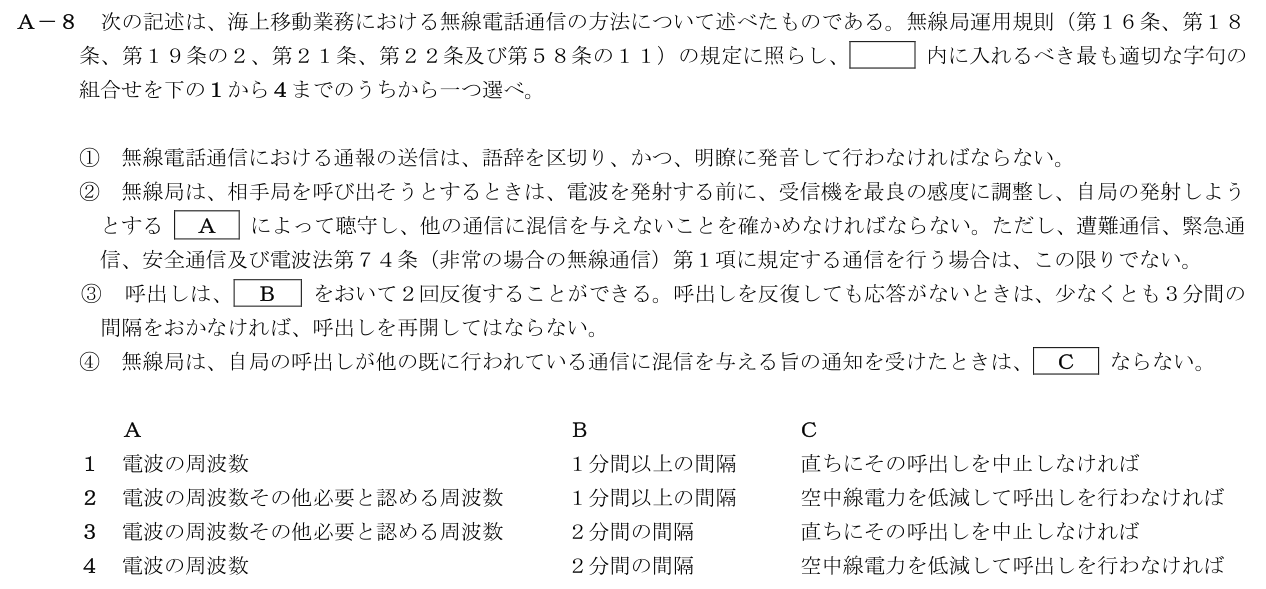 A－8　次の記述は、海上移動業務における無線電話通信の方法について述べたものである。無線局運用規則（第１６条、第１８
条、第１９条の２、第２１条、第２２条及び第５８条の１１）の規定に照らし、　　　内に入れるべき最も適切な字句の
組合せを下の1から4までのうちから一つ選べ。
①　無線電話通信における通報の送信は、語辞を区切り、かつ、明瞭に発音して行わなければならない。
②　無線局は、相手局を呼び出そうとするときは、電波を発射する前に、受信機を最良の感度に調整し、自局の発射しよう
とする A によって聴守し、他の通信に混信を与えないことを確かめなければならない。ただし、遭難通信、緊急通
信、安全通信及び電波法第７４条（非常の場合の無線通信）第１項に規定する通信を行う場合は、この限りでない。
③　呼出しは、 B をおいて２回反復することができる。呼出しを反復しても応答がないときは、少なくとも３分間の
間隔をおかなければ、呼出しを再開してはならない。
④　無線局は、自局の呼出しが他の既に行われている通信に混信を与える旨の通知を受けたときは、 C ならない。
A　B　C
1　電波の周波数　１分間以上の間隔　直ちにその呼出しを中止しなければ
2　電波の周波数その他必要と認める周波数　１分間以上の間隔　空中線電力を低減して呼出しを行わなければ
3　電波の周波数その他必要と認める周波数　２分間の間隔　直ちにその呼出しを中止しなければ
4　電波の周波数　２分間の間隔　空中線電力を低減して呼出しを行わなければ